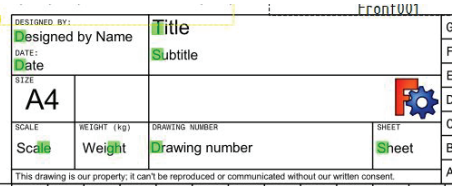 Front001
DESIGNED BY:
Designed by Name
DATE:
Date
Title
Subtitle
SIZE
A4
SCALE
Scale
WEIGHT (kg)
Weight
DRAWING NUMBER
Drawing number
SHEET
Sheet
This drawing is our property; it can't be reproduced or communicated without our written consent.
G
F
E
D
C
B
A